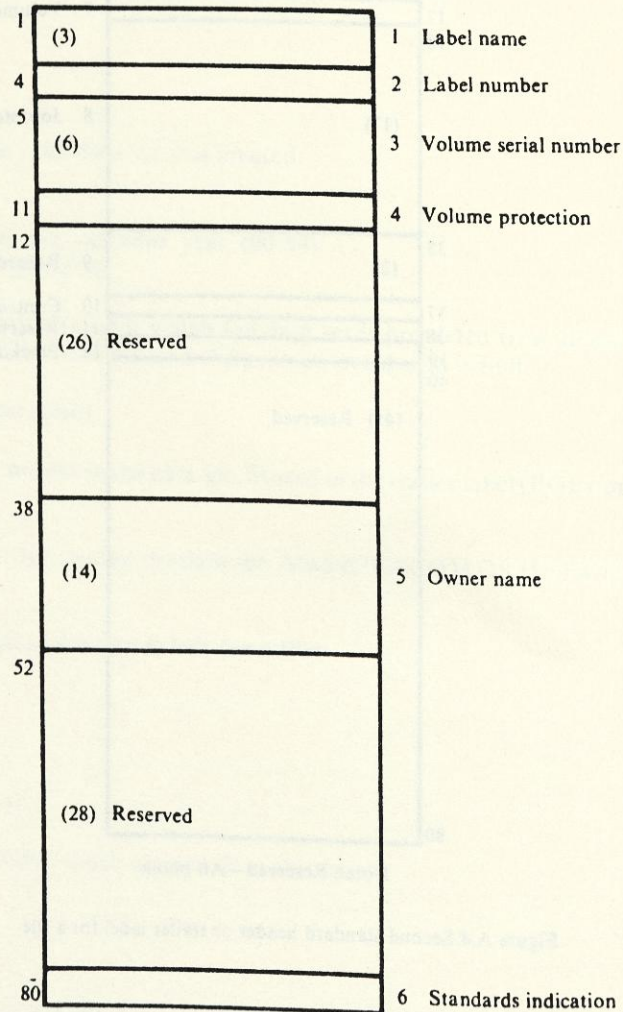 1
(3) 1 Label name
4 2 Label number
5
(6) 3 Volume serial number
11 4 Volume protection
12
(26) Reserved
38
(14) 5 Owner name
52
(28) Reserved
80 6 Standards indication